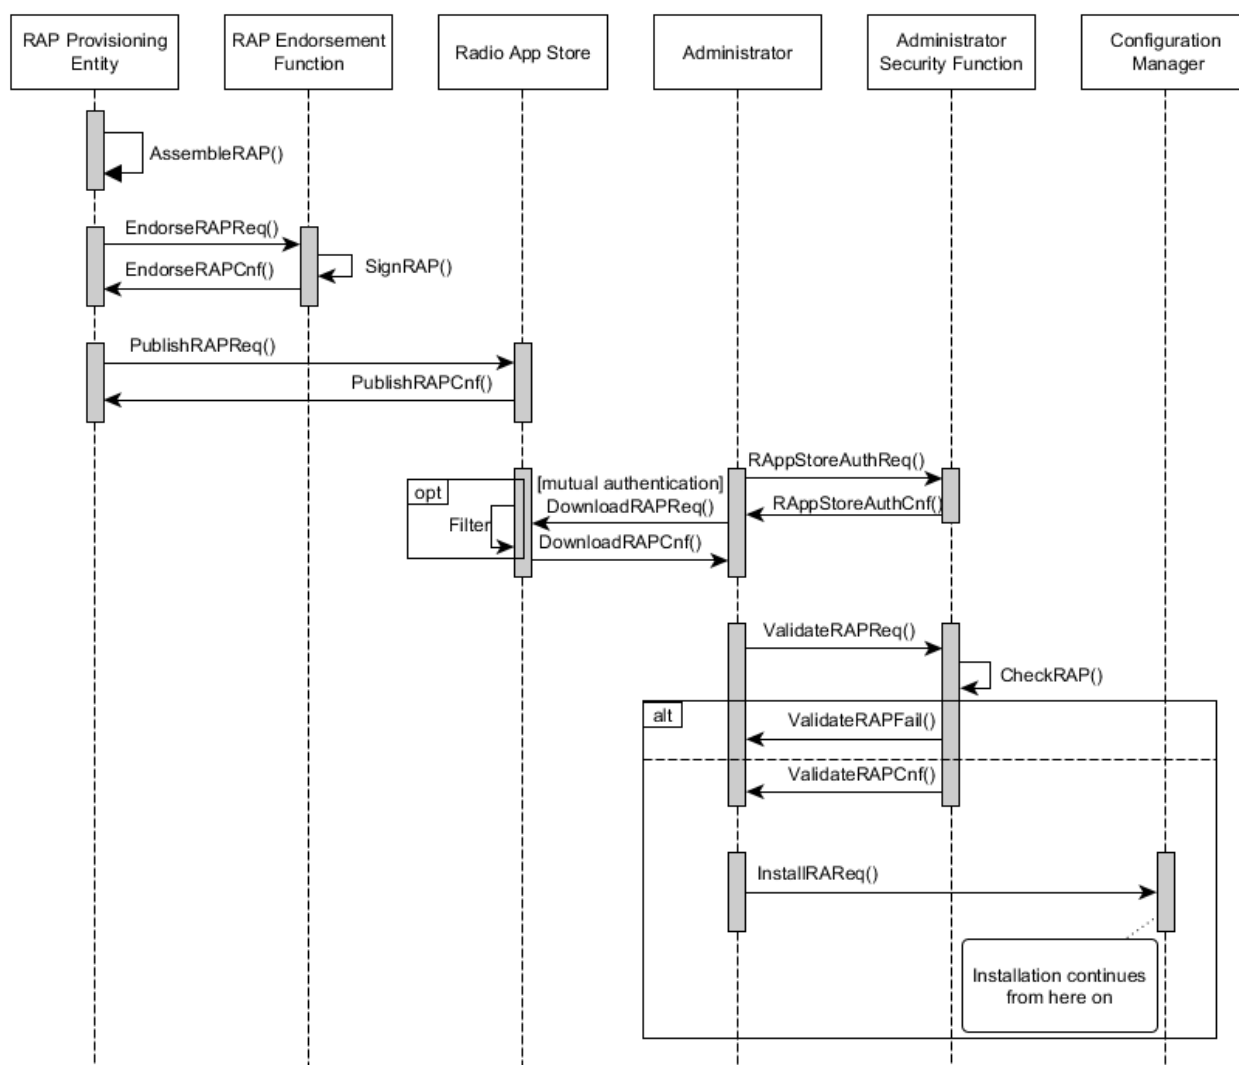 RAP Provisioning
Entity
RAP Endorsement
Function
Radio App Store
Administrator
Administrator
Security Function
Configuration
Manager
AssembleRAP()
EndorseRAPReq()
SignRAP()
EndorseRAPCnf()
PublishRAPReq()
PublishRAPCnf()
RAppStoreAuthReq()
[mutual authentication]
opt
DownloadRAPReq()
RAppStoreAuthCnf()
Filter
DownloadRAPCnf()
ValidateRAPReq()
CheckRAP()
alt
ValidateRAPFail()
ValidateRAPCnf()
InstallRAReq()
Installation continues
from here on